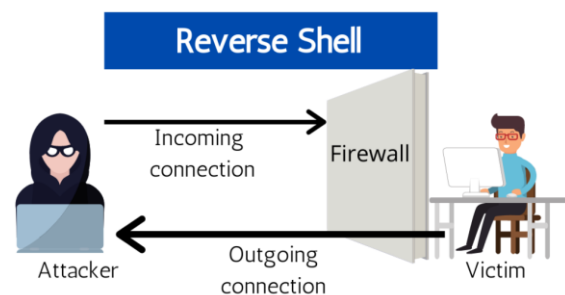 Reverse Shell
Incoming
connection
Firewall
Outgoing
connection
Attacker
Victim